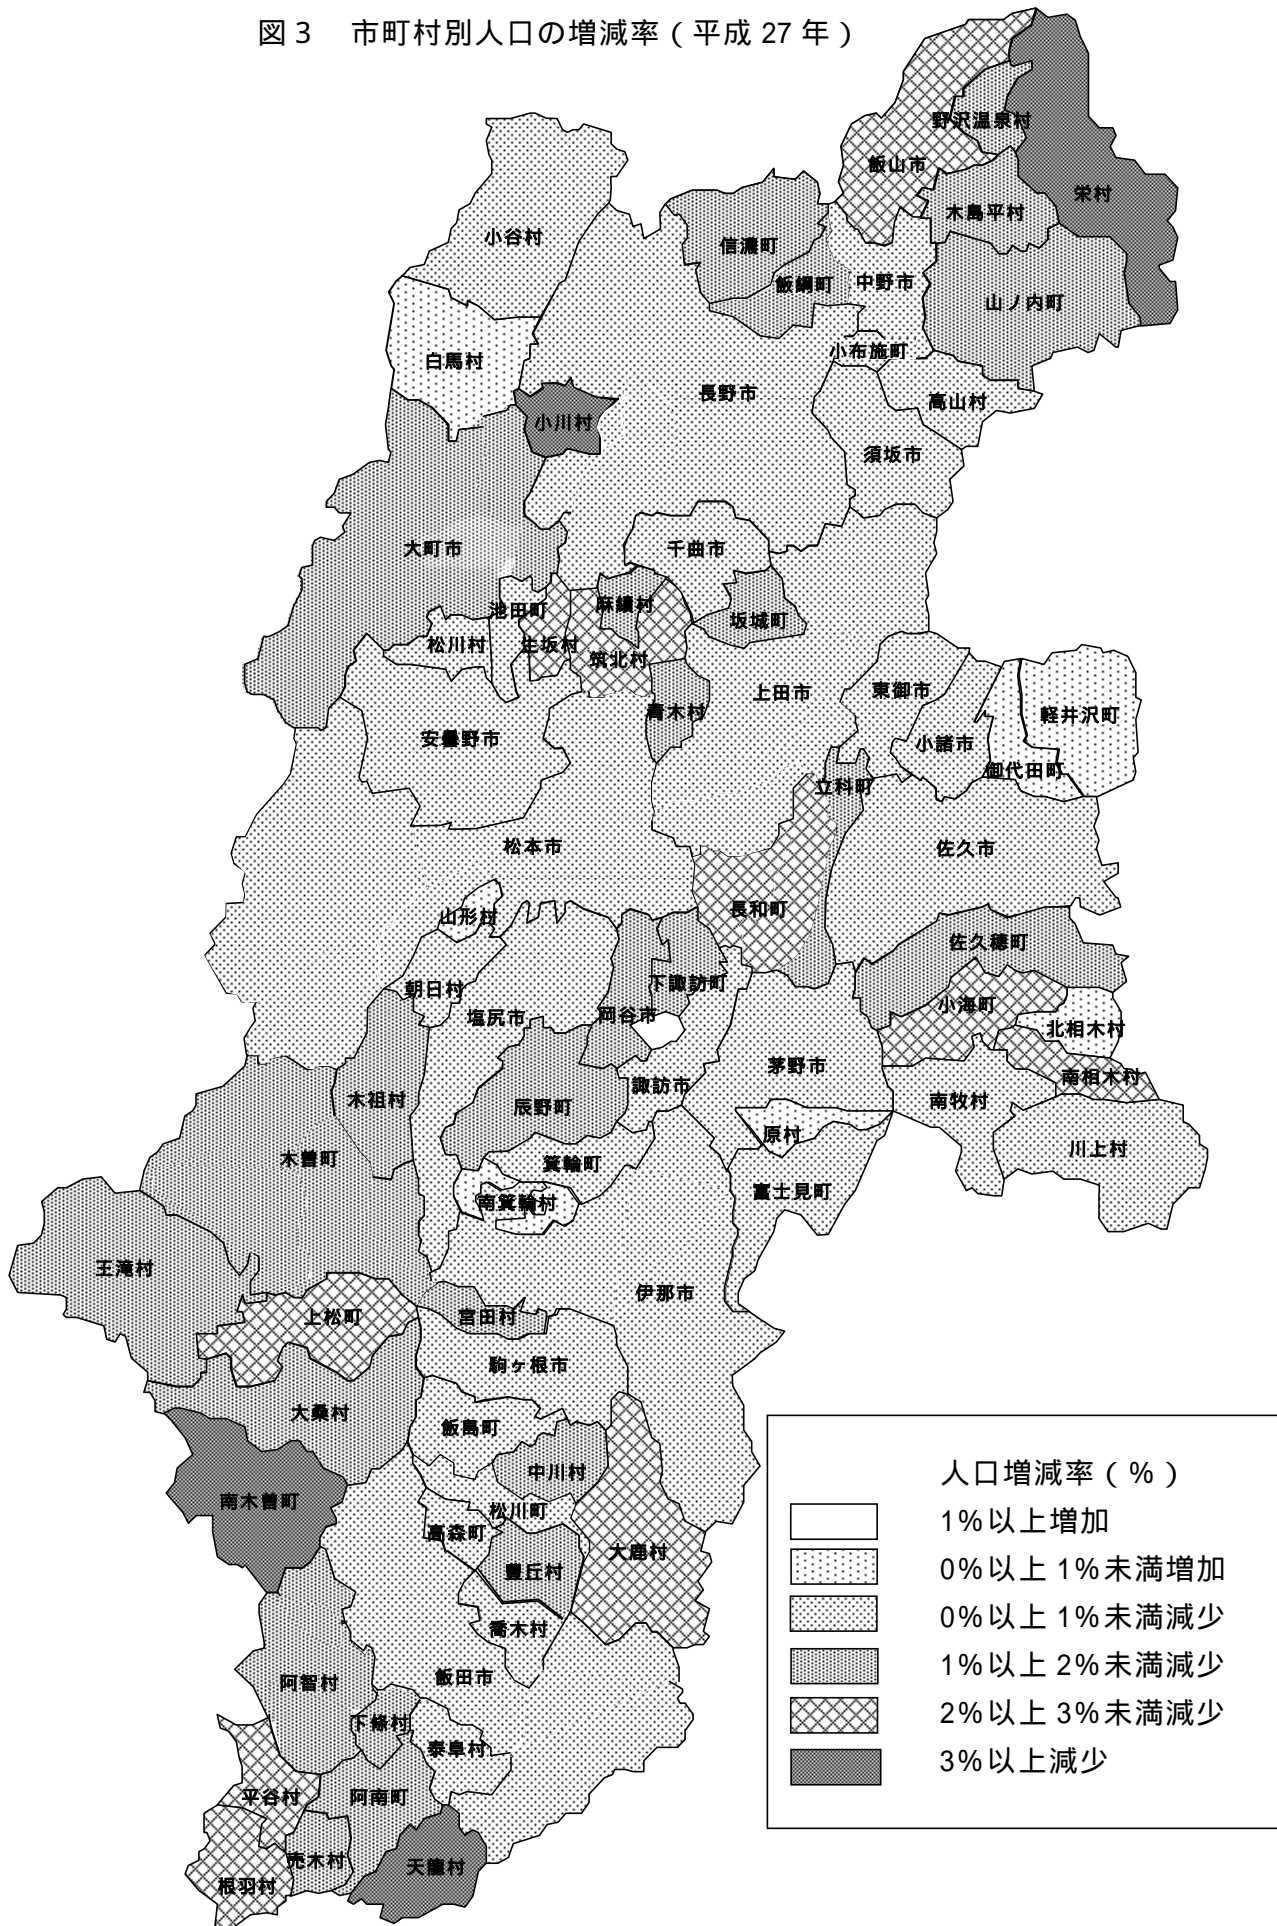 図３　市町村別人口の増減率（平成 27 年）
野沢温泉村
飯山市
栄村
木島平村
小谷村
信濃町
飯綱町
中野市
山ノ内町
小布施町
白馬村
長野市
高山村
小川村
須坂市
千曲市
大町市
麻績村
池田町
坂城町
松川村
生坂村
筑北村
上田市
東御市
青木村
軽井沢町
安曇野市
小諸市
御代田町
立科町
松本市
佐久市
長和町
山形村
佐久穂町
下諏訪町
朝日村
小海町
塩尻市
岡谷市
北相木村
茅野市
諏訪市
南相木村
木祖村
辰野町
南牧村
原村
木曽町
箕輪町
川上村
南箕輪村
富士見町
王滝村
伊那市
上松町
宮田村
駒ヶ根市
大桑村
飯島町
中川村
南木曽町
松川町
高森町
大鹿村
豊丘村
喬木村
飯田市
阿智村
下條村
泰阜村
平谷村
阿南町
売木村
天龍村
根羽村
人口増減率（%）
1%以上増加
0%以上 1%未満増加
0%以上 1%未満減少
1%以上 2%未満減少
2%以上 3%未満減少
3%以上減少